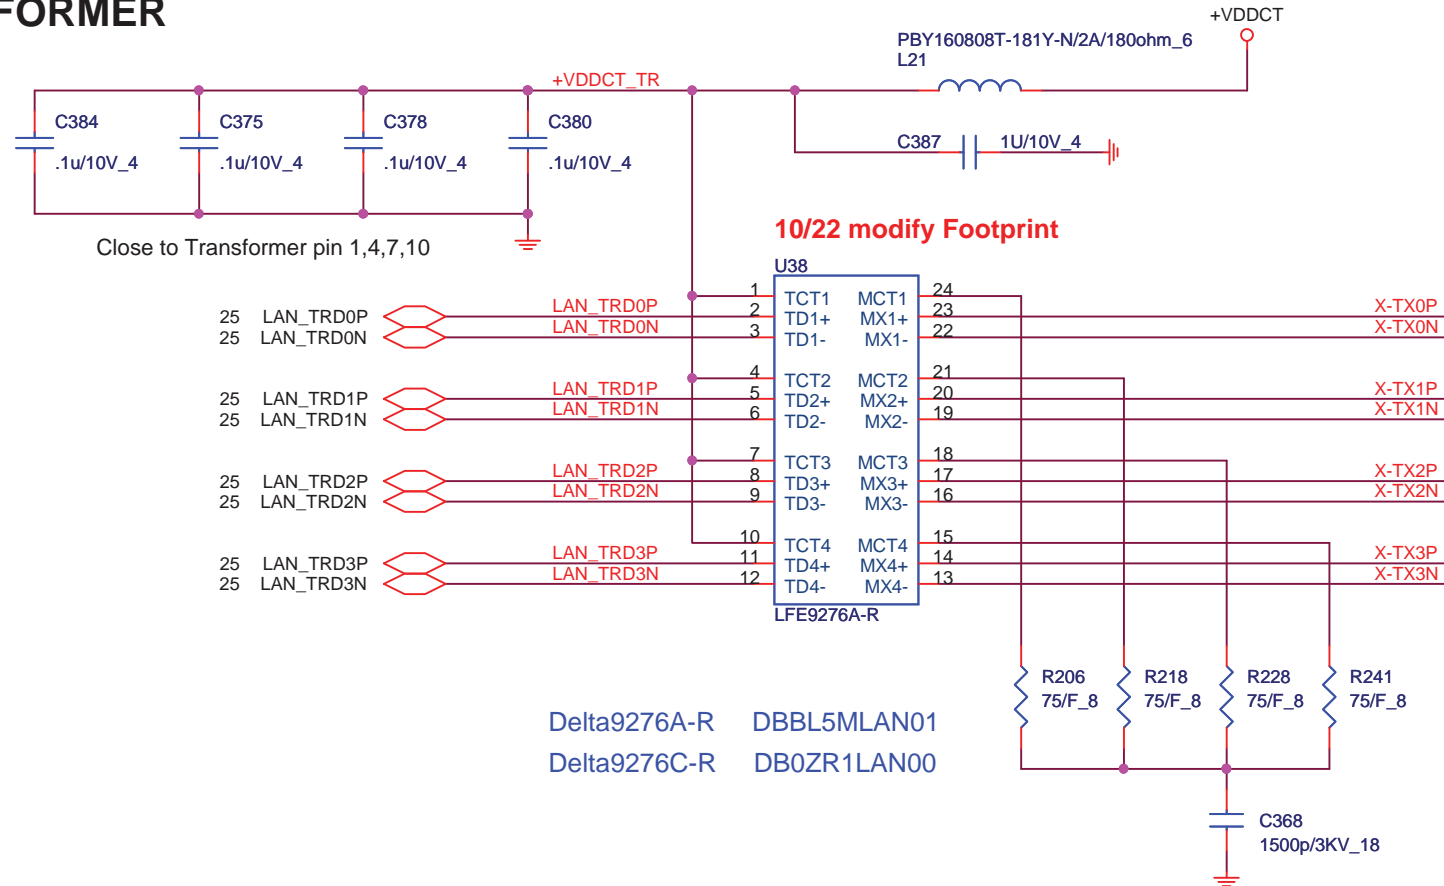 FORMER
+VDDCT
PBY160808T-181Y-N/2A/180ohm_6
L21
+VDDCT_TR
C384
.1u/10V_4
C375
.1u/10V_4
C378
.1u/10V_4
C380
.1u/10V_4
C387
1U/10V_4
Close to Transformer pin 1,4,7,10
10/22 modify Footprint
U38
1 TCT1 MCT1 24
25 LAN_TRD0P LAN_TRD0P 2 TD1+ MX1+ 23 X-TX0P
25 LAN_TRD0N LAN_TRD0N 3 TD1- MX1- 22 X-TX0N
4 TCT2 MCT2 21
25 LAN_TRD1P LAN_TRD1P 5 TD2+ MX2+ 20 X-TX1P
25 LAN_TRD1N LAN_TRD1N 6 TD2- MX2- 19 X-TX1N
7 TCT3 MCT3 18
25 LAN_TRD2P LAN_TRD2P 8 TD3+ MX3+ 17 X-TX2P
25 LAN_TRD2N LAN_TRD2N 9 TD3- MX3- 16 X-TX2N
10 TCT4 MCT4 15
25 LAN_TRD3P LAN_TRD3P 11 TD4+ MX4+ 14 X-TX3P
25 LAN_TRD3N LAN_TRD3N 12 TD4- MX4- 13 X-TX3N
LFE9276A-R
R206
75/F_8
R218
75/F_8
R228
75/F_8
R241
75/F_8
Delta9276A-R DBBL5MLAN01
Delta9276C-R DB0ZR1LAN00
C368
1500p/3KV_18